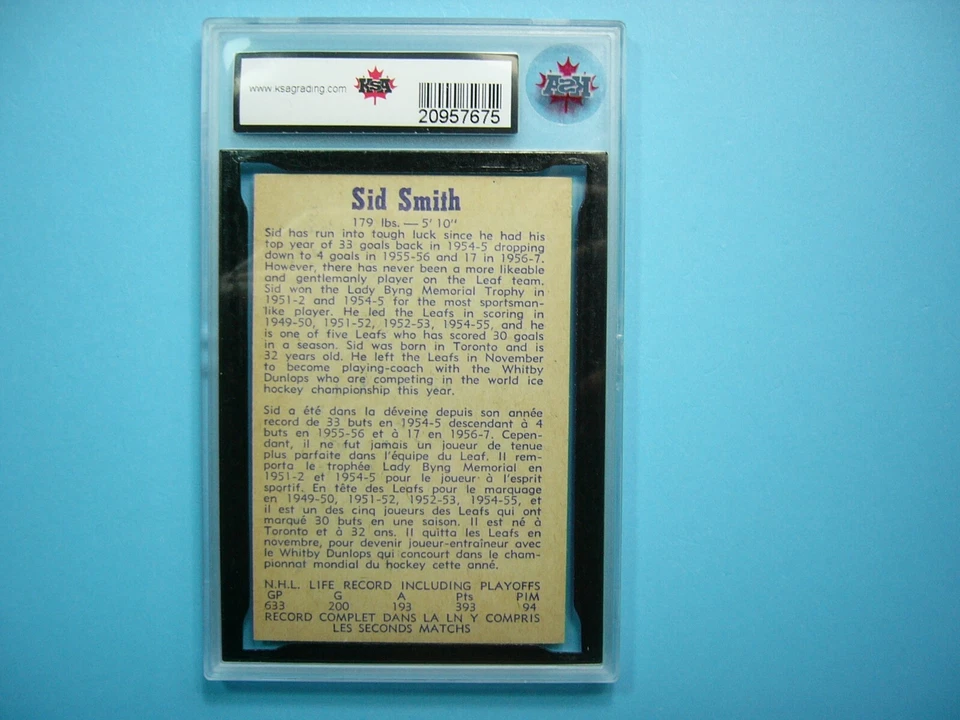 www.ksagrading.com
KSA
20957675
KSA
Sid Smith
179 lbs. — 5' 10"
Sid has run into tough luck since he had his
top year of 33 goals back in 1954-5 dropping
down to 4 goals in 1955-56 and 17 in 1956-7.
However, there has never been a more likeable
and gentlemanly player on the Leaf team.
Sid won the Lady Byng Memorial Trophy in
1951-2 and 1954-5 for the most sportsman-
like player. He led the Leafs in scoring in
1949-50, 1951-52, 1952-53, 1954-55, and he
is one of five Leafs who has scored 30 goals
in a season. Sid was born in Toronto and is
32 years old. He left the Leafs in November
to become playing-coach with the Whitby
Dunlops who are competing in the world ice
hockey championship this year.
Sid a été dans la déveine depuis son année
record de 33 buts en 1954-5 descendant à 4
buts en 1955-56 et à 17 en 1956-7. Cepen-
dant, il ne fut jamais un joueur de tenue
plus parfaite dans l'équipe du Leaf. Il rem-
porta le trophée Lady Byng Memorial en
1951-2 et 1954-5 pour le joueur à l'esprit
sportif. En tête des Leafs pour le marquage
en 1949-50, 1951-52, 1952-53, 1954-55, et
il est un des cinq joueurs des Leafs qui ont
marqué 30 buts en une saison. Il est né à
Toronto et à 32 ans. Il quitta les Leafs en
novembre, pour devenir joueur-entraîneur avec
le Whitby Dunlops qui concourt dans le cham-
pionnat mondial du hockey cette anné.
N.H.L. LIFE RECORD INCLUDING PLAYOFFS
GP G A Pts PIM
633 200 193 393 94
RECORD COMPLET DANS LA LN Y COMPRIS
LES SECONDS MATCHS